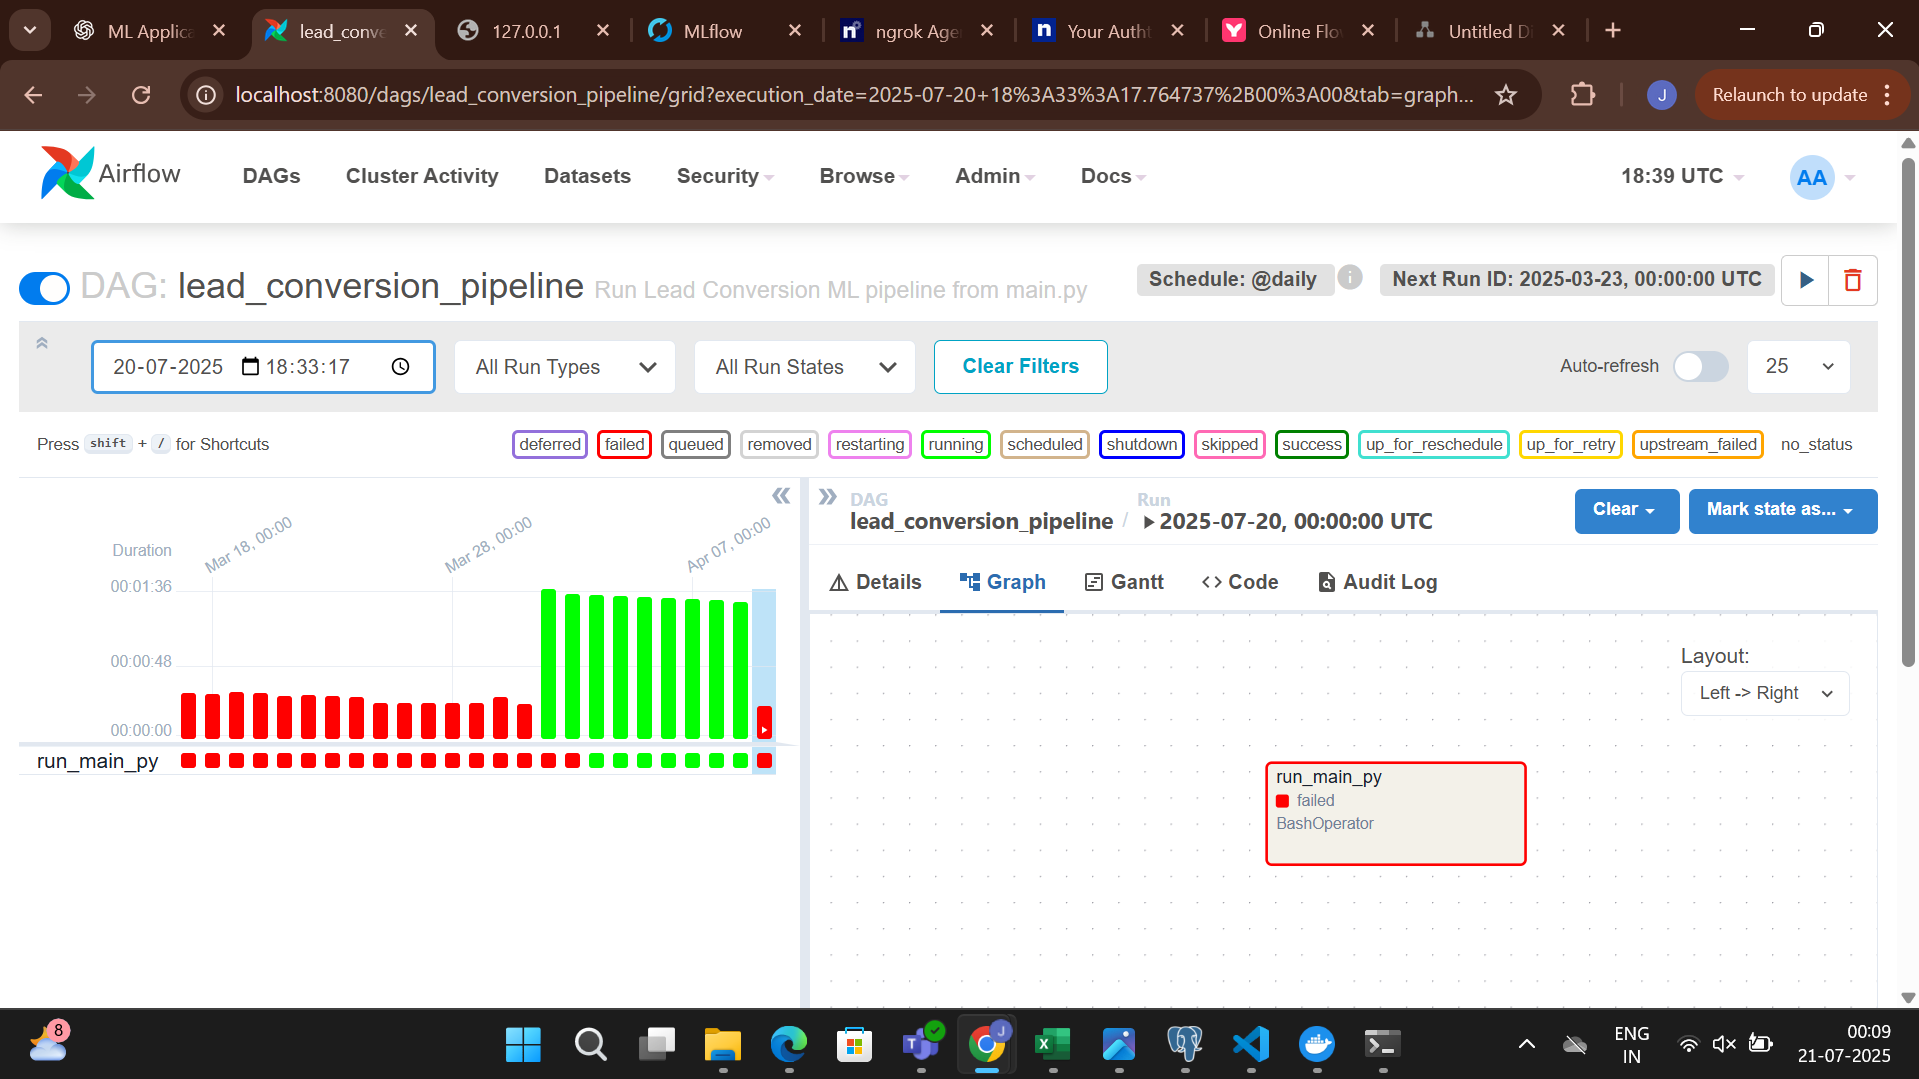 ML Applica
lead_conve
127.0.0.1
MLflow
ngrok Age
Your Autht
Online Flo
Untitled Di
localhost:8080/dags/lead_conversion_pipeline/grid?execution_date=2025-07-20+18%3A33%3A17.764737%2B00%3A00&tab=graph...
J
Relaunch to update
Airflow
DAGs
Cluster Activity
Datasets
Security
Browse
Admin
Docs
18:39 UTC
AA
DAG: lead_conversion_pipeline Run Lead Conversion ML pipeline from main.py
Schedule: @daily
Next Run ID: 2025-03-23, 00:00:00 UTC
20-07-2025 18:33:17
All Run Types
All Run States
Clear Filters
Auto-refresh
25
Press shift + / for Shortcuts
deferred
failed
queued
removed
restarting
running
scheduled
shutdown
skipped
success
up_for_reschedule
up_for_retry
upstream_failed
no_status
Duration
Mar 18, 00:00
Mar 28, 00:00
Apr 07, 00:00
00:01:36
00:00:48
00:00:00
run_main_py
DAG
lead_conversion_pipeline
/
Run
2025-07-20, 00:00:00 UTC
Clear
Mark state as...
Details
Graph
Gantt
Code
Audit Log
Layout:
Left -> Right
run_main_py
failed
BashOperator
8
J
ENG
IN
00:09
21-07-2025